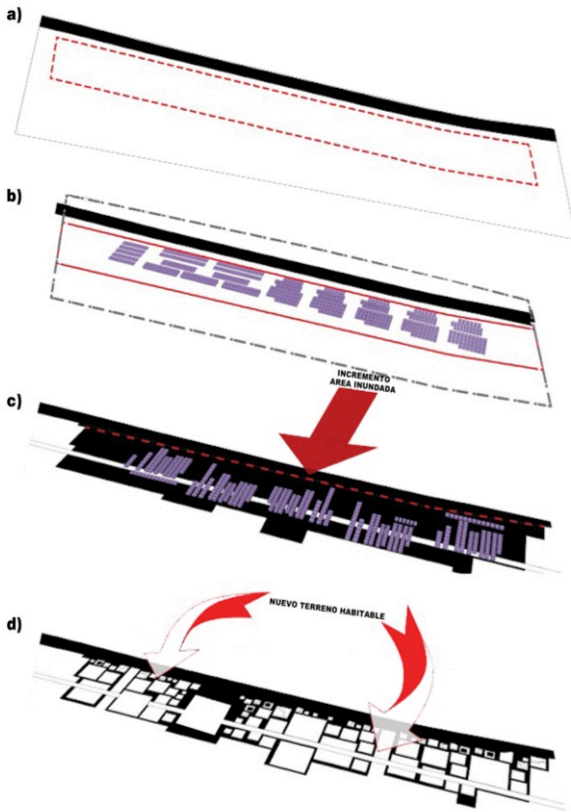 a)
b)
INCREMENTO
AREA INUNDADA
c)
NUEVO TERRENO HABITABLE
d)